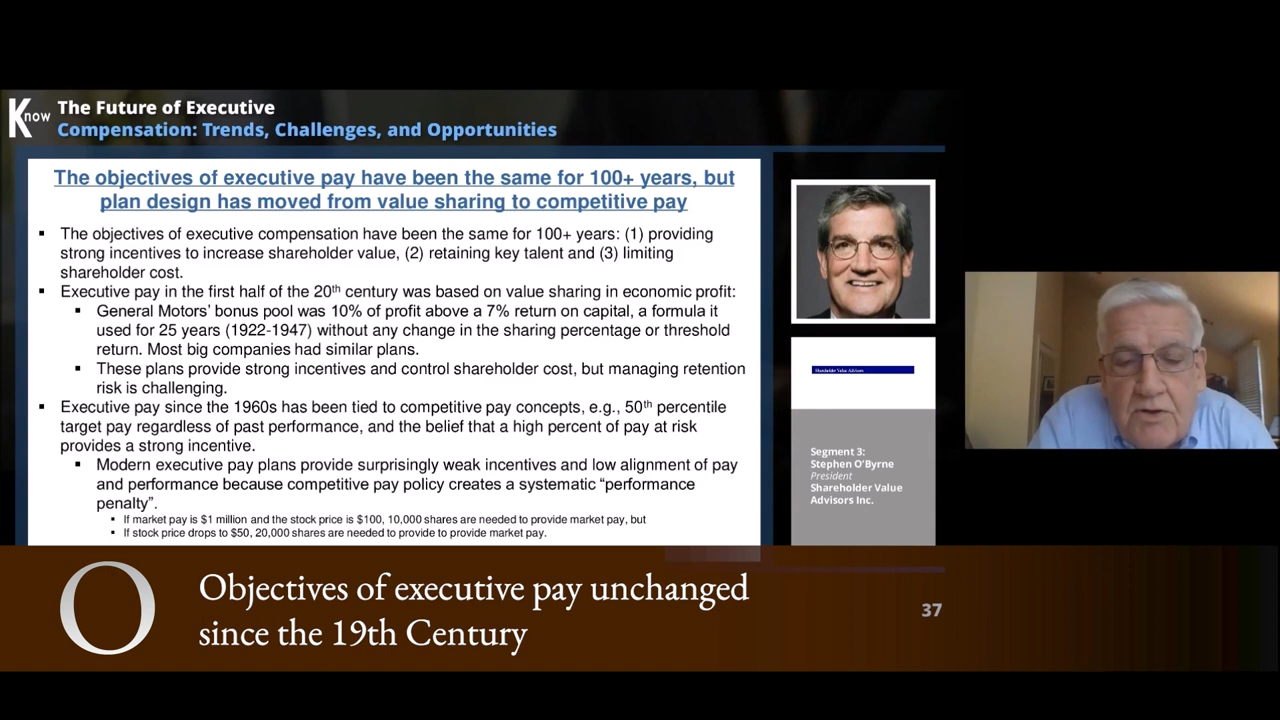 Know
The Future of Executive
Compensation: Trends, Challenges, and Opportunities
The objectives of executive pay have been the same for 100+ years, but
plan design has moved from value sharing to competitive pay
▪ The objectives of executive compensation have been the same for 100+ years: (1) providing
strong incentives to increase shareholder value, (2) retaining key talent and (3) limiting
shareholder cost.
▪ Executive pay in the first half of the 20th century was based on value sharing in economic profit:
▪ General Motors’ bonus pool was 10% of profit above a 7% return on capital, a formula it
used for 25 years (1922-1947) without any change in the sharing percentage or threshold
return. Most big companies had similar plans.
▪ These plans provide strong incentives and control shareholder cost, but managing retention
risk is challenging.
▪ Executive pay since the 1960s has been tied to competitive pay concepts, e.g., 50th percentile
target pay regardless of past performance, and the belief that a high percent of pay at risk
provides a strong incentive.
▪ Modern executive pay plans provide surprisingly weak incentives and low alignment of pay
and performance because competitive pay policy creates a systematic “performance
penalty”.
▪ If market pay is $1 million and the stock price is $100, 10,000 shares are needed to provide market pay, but
▪ If stock price drops to $50, 20,000 shares are needed to provide to provide market pay.
Shareholder Value Advisors
Segment 3:
Stephen O’Byrne
President
Shareholder Value
Advisors Inc.
O
Objectives of executive pay unchanged
since the 19th Century
37